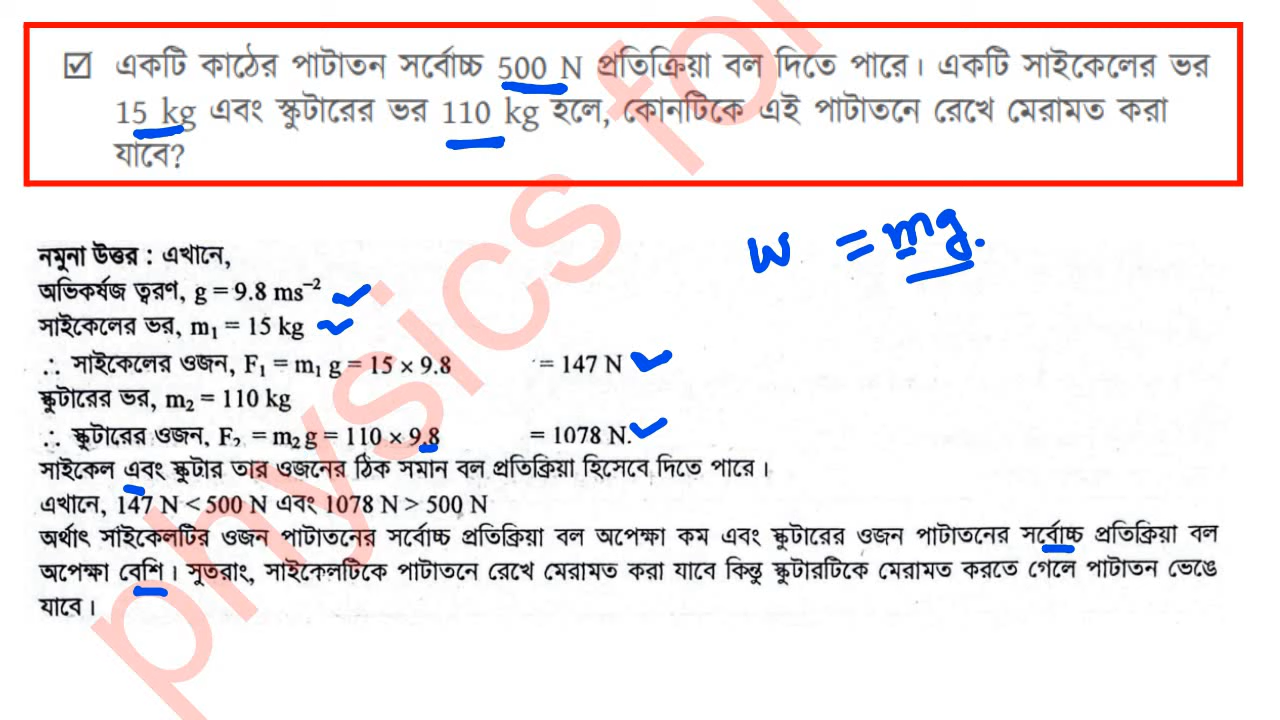 ☑ একটি কাঠের পাটাতন সর্বোচ্চ 500 N প্রতিক্রিয়া বল দিতে পারে। একটি সাইকেলের ভর
15 kg এবং স্কুটারের ভর 110 kg হলে, কোনটিকে এই পাটাতনে রেখে মেরামত করা
যাবে?
w = mg.
নমুনা উত্তর : এখানে,
অভিকর্ষজ ত্বরণ, g = 9.8 ms⁻²
সাইকেলের ভর, m₁ = 15 kg
∴ সাইকেলের ওজন, F₁ = m₁ g = 15 × 9.8 = 147 N
স্কুটারের ভর, m₂ = 110 kg
∴ স্কুটারের ওজন, F₂ = m₂ g = 110 × 9.8 = 1078 N.
সাইকেল এবং স্কুটার তার ওজনের ঠিক সমান বল প্রতিক্রিয়া হিসেবে দিতে পারে।
এখানে, 147 N < 500 N এবং 1078 N > 500 N
অর্থাৎ সাইকেলটির ওজন পাটাতনের সর্বোচ্চ প্রতিক্রিয়া বল অপেক্ষা কম এবং স্কুটারের ওজন পাটাতনের সর্বোচ্চ প্রতিক্রিয়া বল
অপেক্ষা বেশি। সুতরাং, সাইকেলটিকে পাটাতনে রেখে মেরামত করা যাবে কিন্তু স্কুটারটিকে মেরামত করতে গেলে পাটাতন ভেঙে
যাবে।
physics for